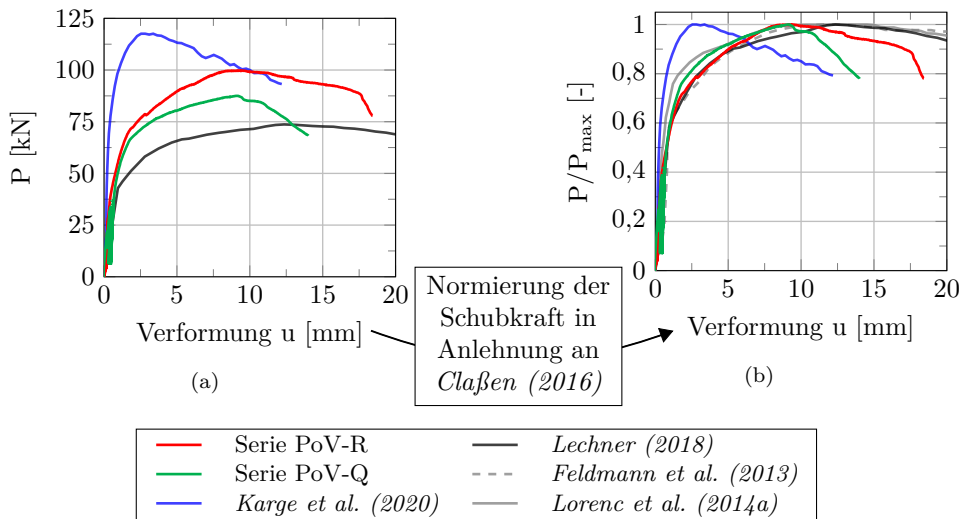 125
100
75
50
25
0
P [kN]
0
5
10
15
20
Verformung u [mm]
(a)
1
0,8
0,6
0,4
0,2
0
P/Pmax [-]
0
5
10
15
20
Verformung u [mm]
(b)
Normierung der
Schubkraft in
Anlehnung an
Claßen (2016)
Serie PoV-R
Serie PoV-Q
Karge et al. (2020)
Lechner (2018)
Feldmann et al. (2013)
Lorenc et al. (2014a)